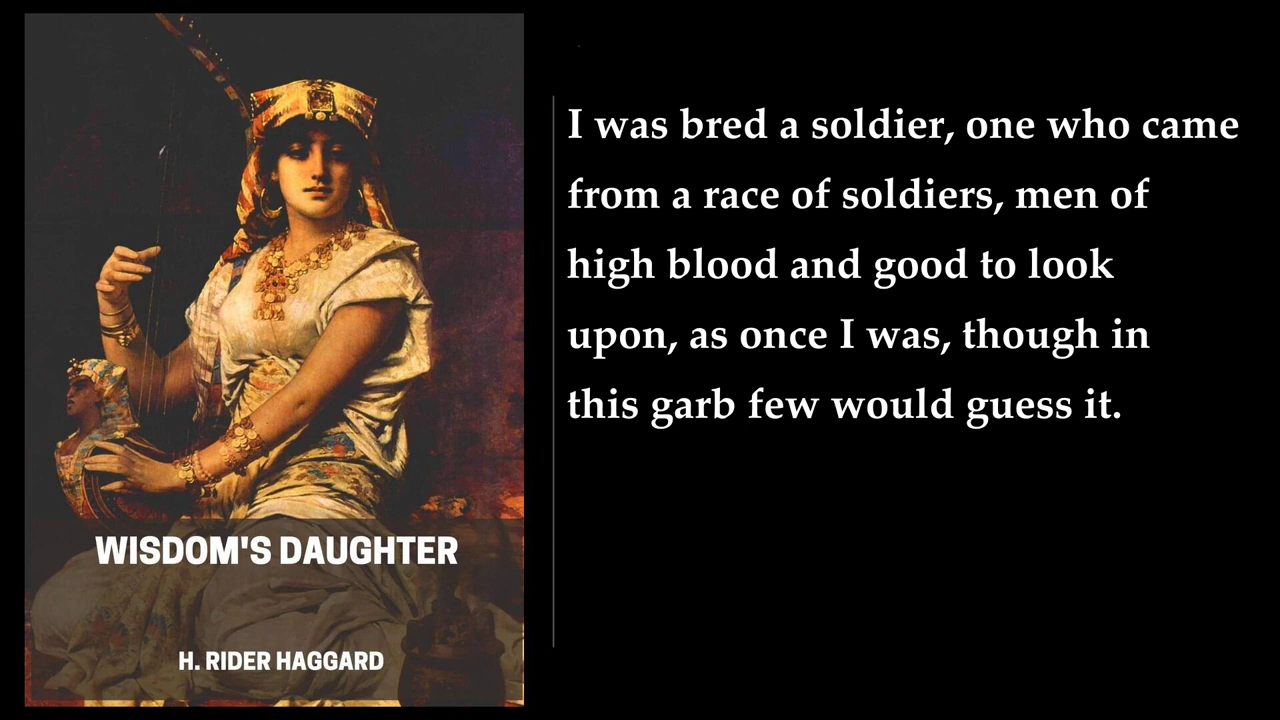 WISDOM'S DAUGHTER
H. RIDER HAGGARD
I was bred a soldier, one who came
from a race of soldiers, men of
high blood and good to look
upon, as once I was, though in
this garb few would guess it.